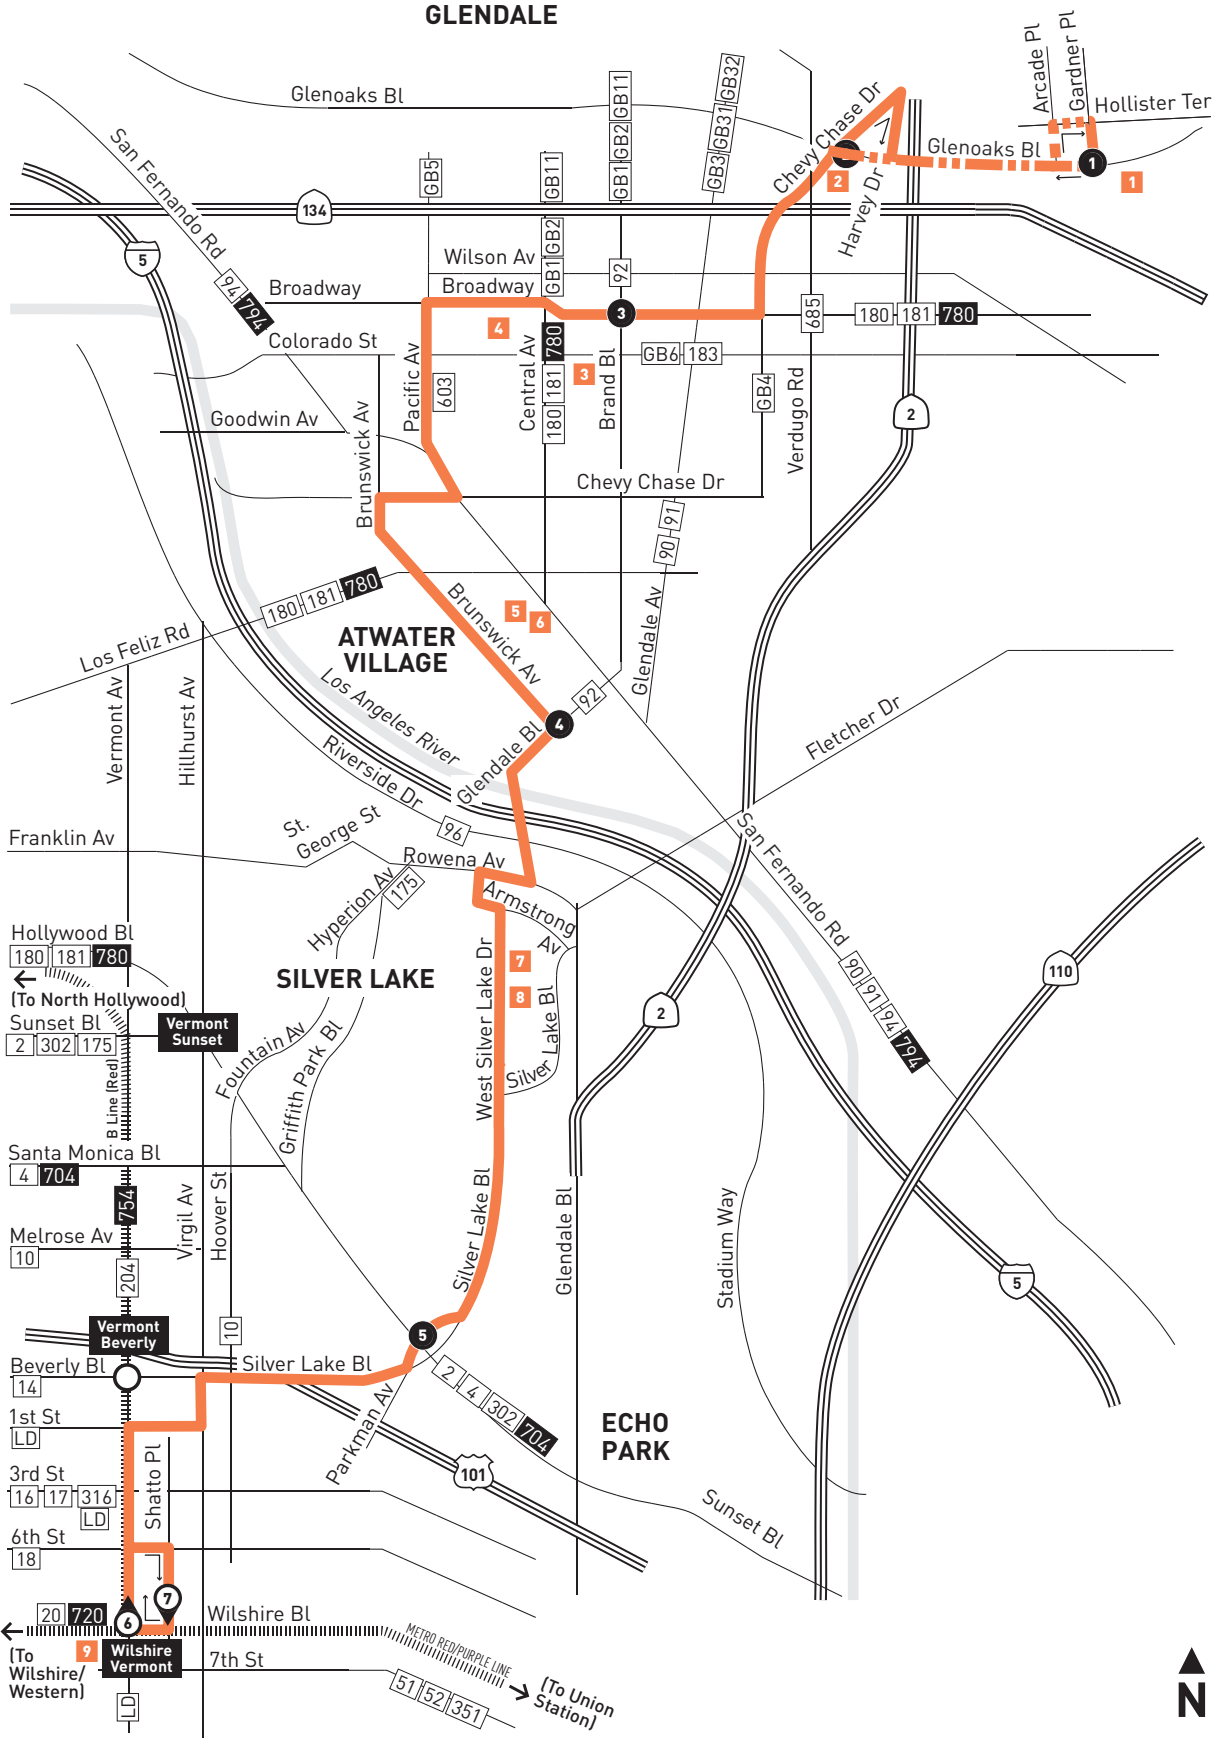 GLENDALE
Arcade Pl
Gardner Pl
Hollister Ter
Glenoaks Bl
GB11
GB2
GB1
GB32
GB31
GB3
Chevy Chase Dr
Glenoaks Bl
1
1
2
Harvey Dr
San Fernando Rd
GB5
GB11
GB2
GB1
134
5
Wilson Av
92
94
794
Broadway
Broadway
3
685
180
181
780
4
Colorado St
Pacific Av
603
Central Av
780
181
180
3
Brand Bl
GB6
183
GB4
Verdugo Rd
2
Goodwin Av
Brunswick Av
Chevy Chase Dr
91
90
180
181
780
Los Feliz Rd
Brunswick Av
5
6
ATWATER
VILLAGE
Glendale Av
92
4
Vermont Av
Hillhurst Av
Los Angeles River
Riverside Dr
Glendale Bl
Fletcher Dr
96
St.
George St
Franklin Av
Rowena Av
San Fernando Rd
Hyperion Av
175
Armstrong
Av
Hollywood Bl
180
181
780
(To North Hollywood)
SILVER LAKE
West Silver Lake Dr
7
8
Silver Lake Bl
90
91
94
794
110
2
Sunset Bl
2
302
175
Vermont
Sunset
B Line (Red)
Fountain Av
Griffith Park Bl
Silver Lake Bl
Santa Monica Bl
4
704
754
Virgil Av
Hoover St
Silver Lake Bl
Glendale Bl
Stadium Way
Melrose Av
10
204
5
Vermont
Beverly
10
5
Beverly Bl
14
Silver Lake Bl
2
4
302
704
1st St
LD
Parkman Av
ECHO
PARK
3rd St
16
17
316
LD
Shatto Pl
101
6th St
18
Sunset Bl
7
6
20
720
Wilshire Bl
METRO RED/PURPLE LINE
(To
Wilshire/
Western)
9
Wilshire
Vermont
7th St
51
52
351
(To Union
Station)
LD
N